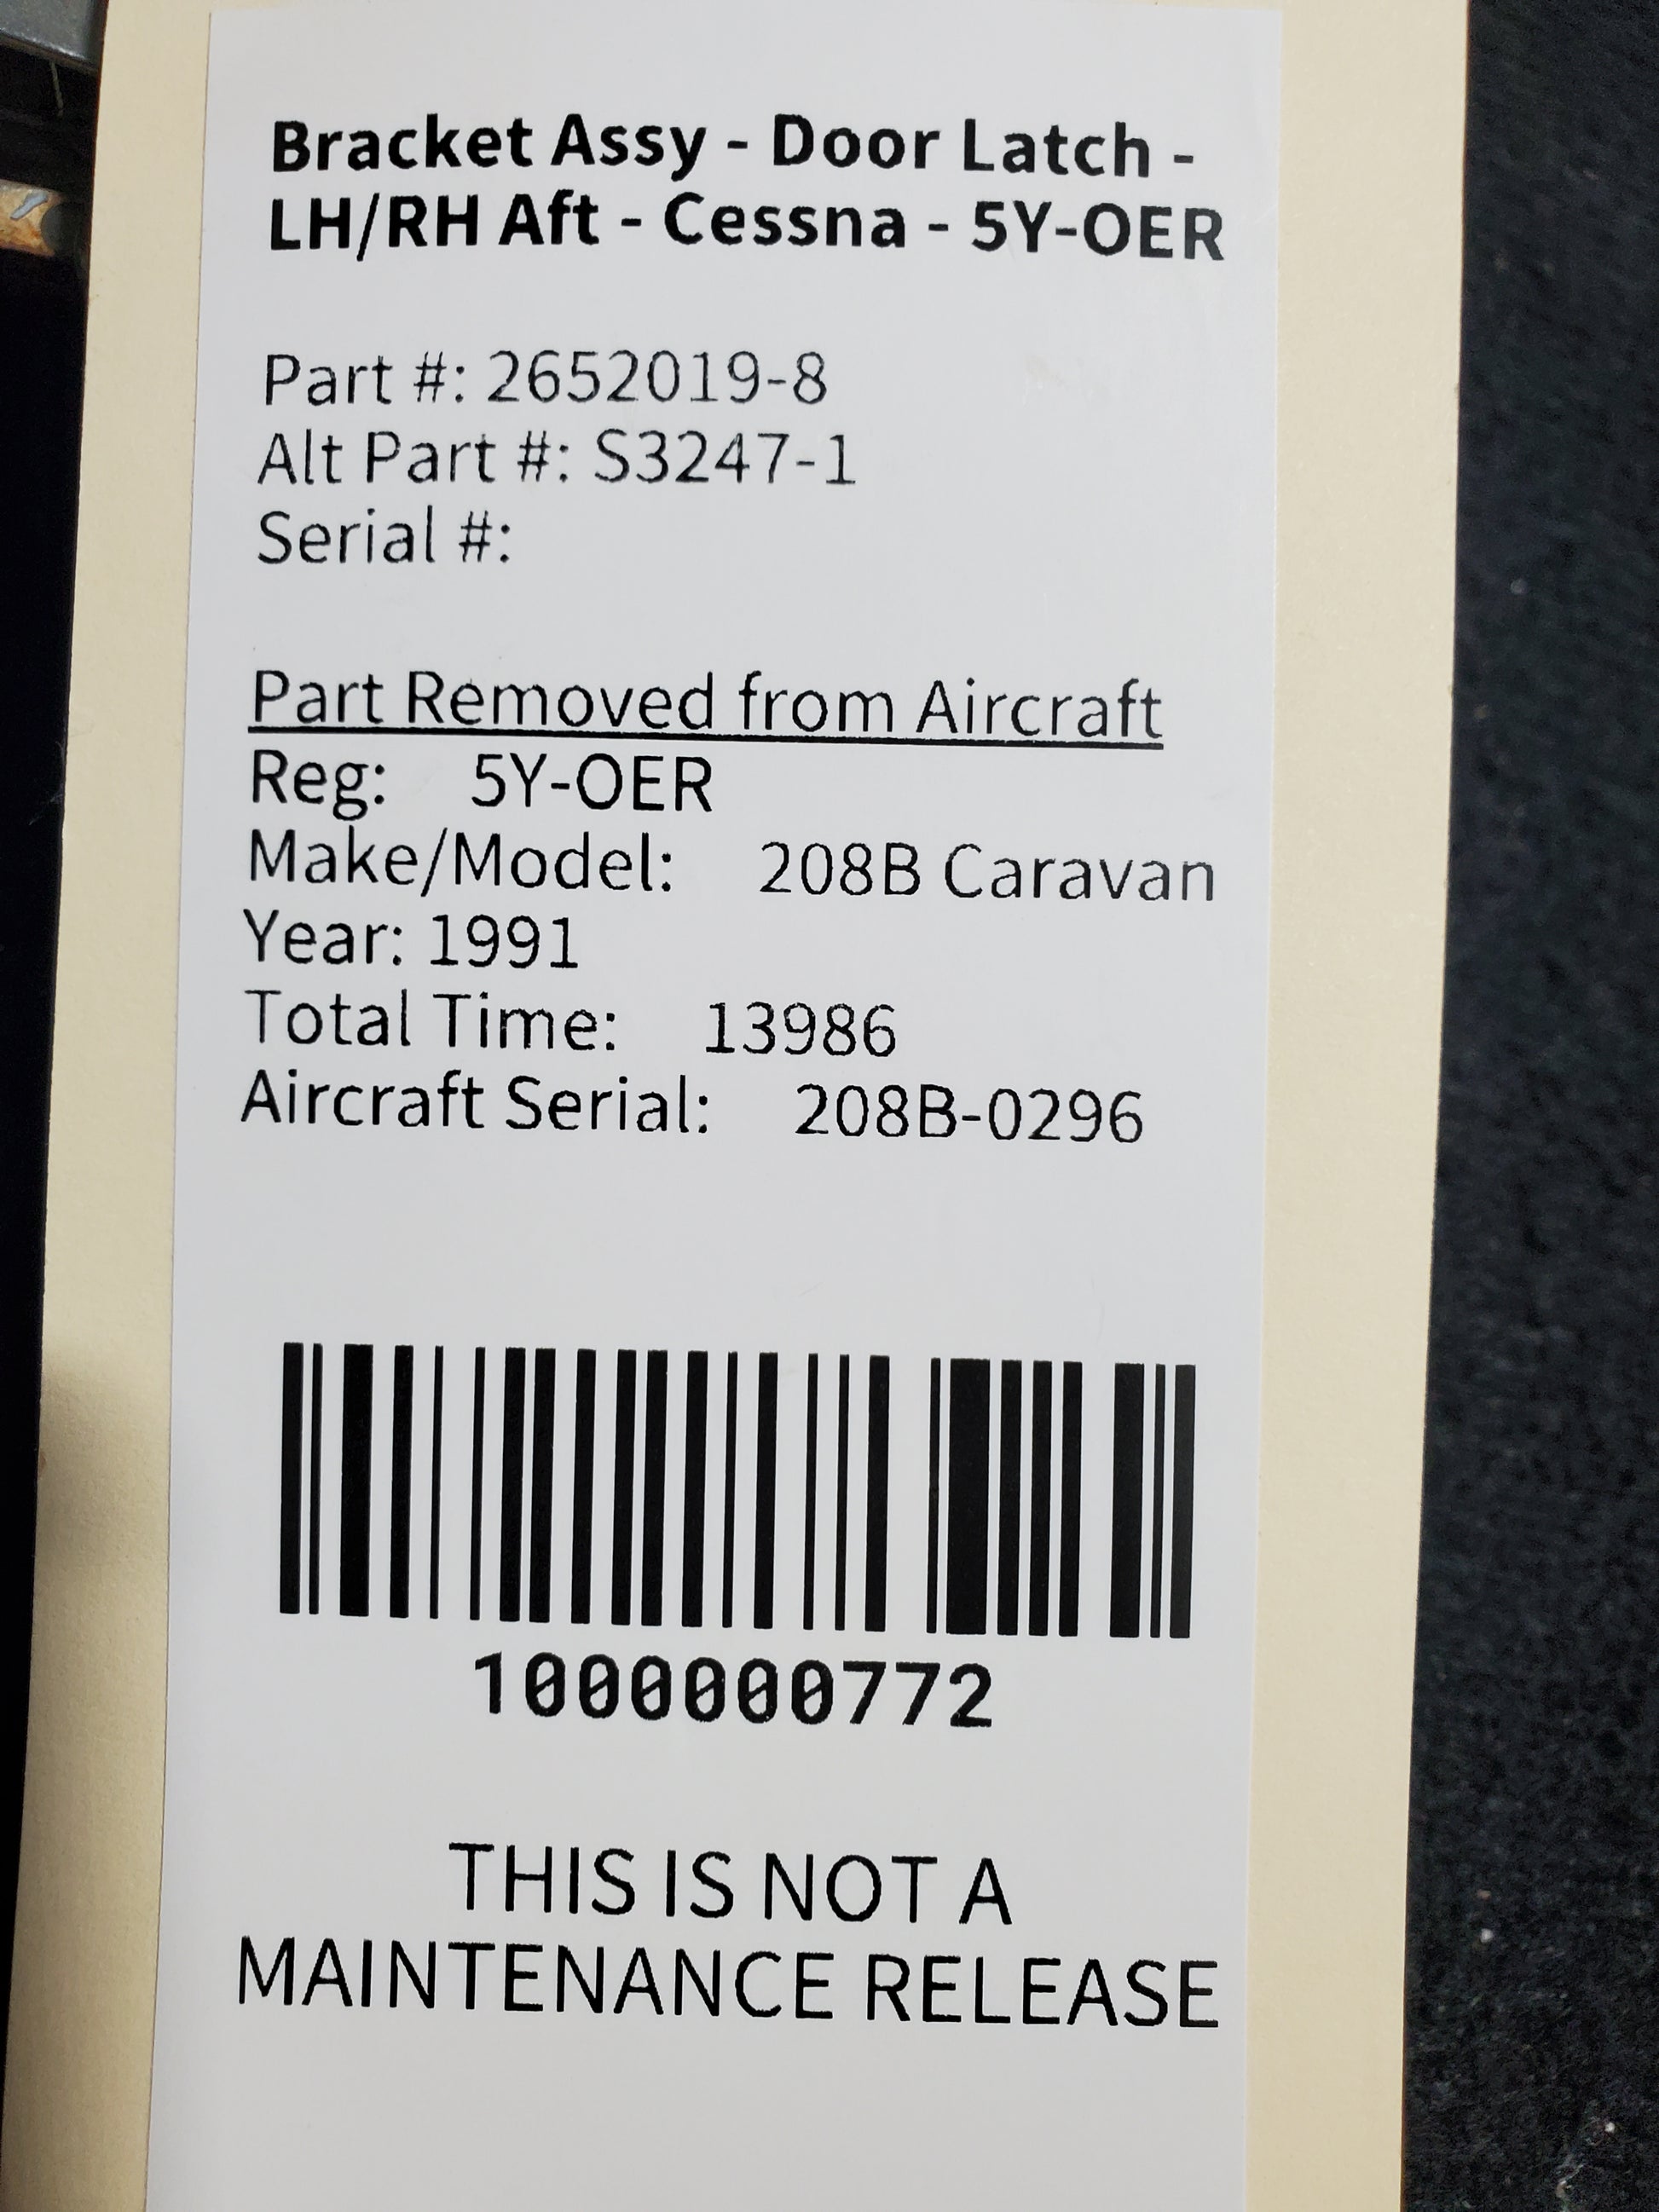 Bracket Assy - Door Latch -
LH/RH Aft - Cessna - 5Y-OER
Part #: 2652019-8
Alt Part #: S3247-1
Serial #:
Part Removed from Aircraft
Reg: 5Y-OER
Make/Model: 208B Caravan
Year: 1991
Total Time: 13986
Aircraft Serial: 208B-0296
1000000772
THIS IS NOT A
MAINTENANCE RELEASE